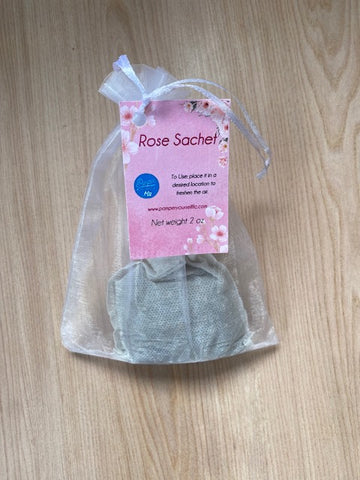 Rose Sachet
To Use: place it in a
desired location to
freshen the air.
www.pamperyourselfllc.com
Net weight 2 oz